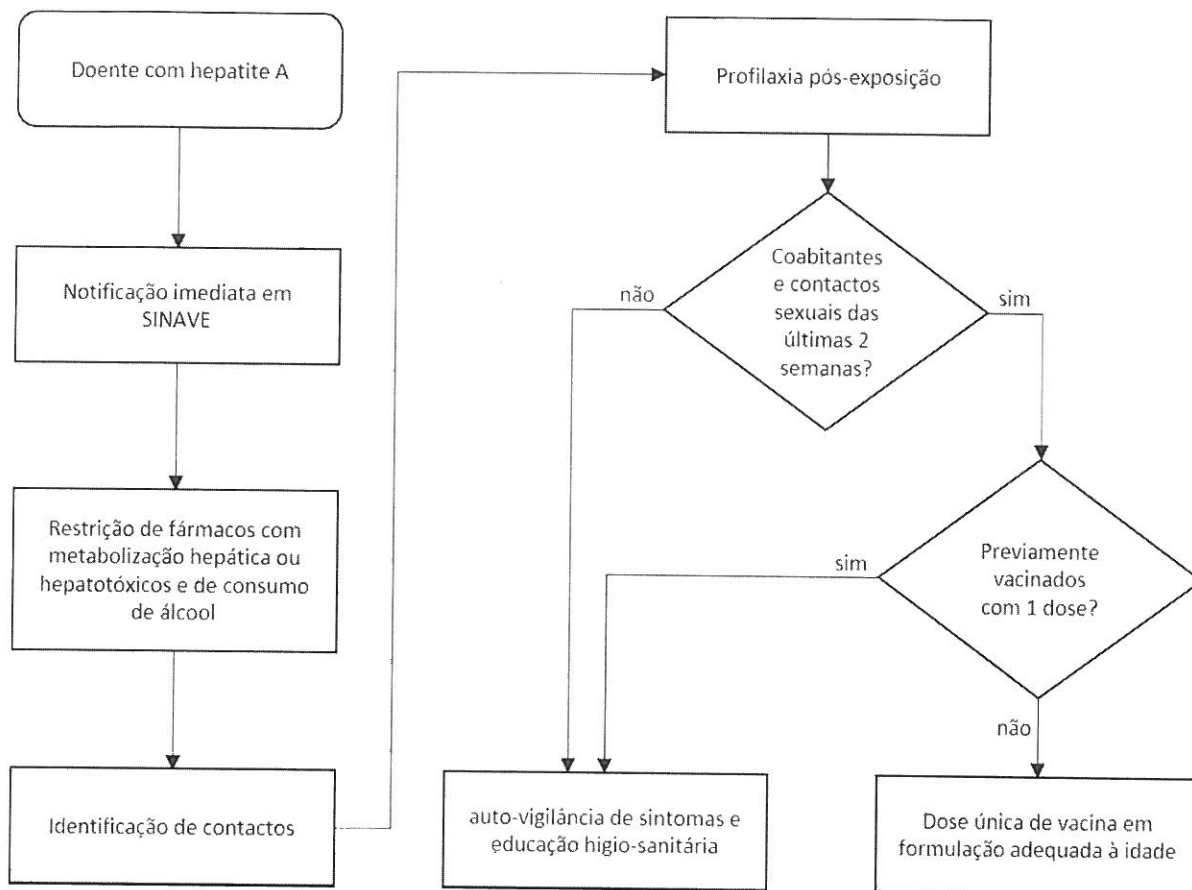 Doente com hepatite A
Notificação imediata em
SINAVE
Restrição de fármacos com
metabolização hepática ou
hepatotóxicos e de consumo
de álcool
Identificação de contactos
Profilaxia pós-exposição
Coabitantes
e contactos
sexuais das
últimas 2
semanas?
não
sim
Previamente
vacinados
com 1 dose?
sim
não
auto-vigilância de sintomas e
educação higio-sanitária
Dose única de vacina em
formulação adequada à idade